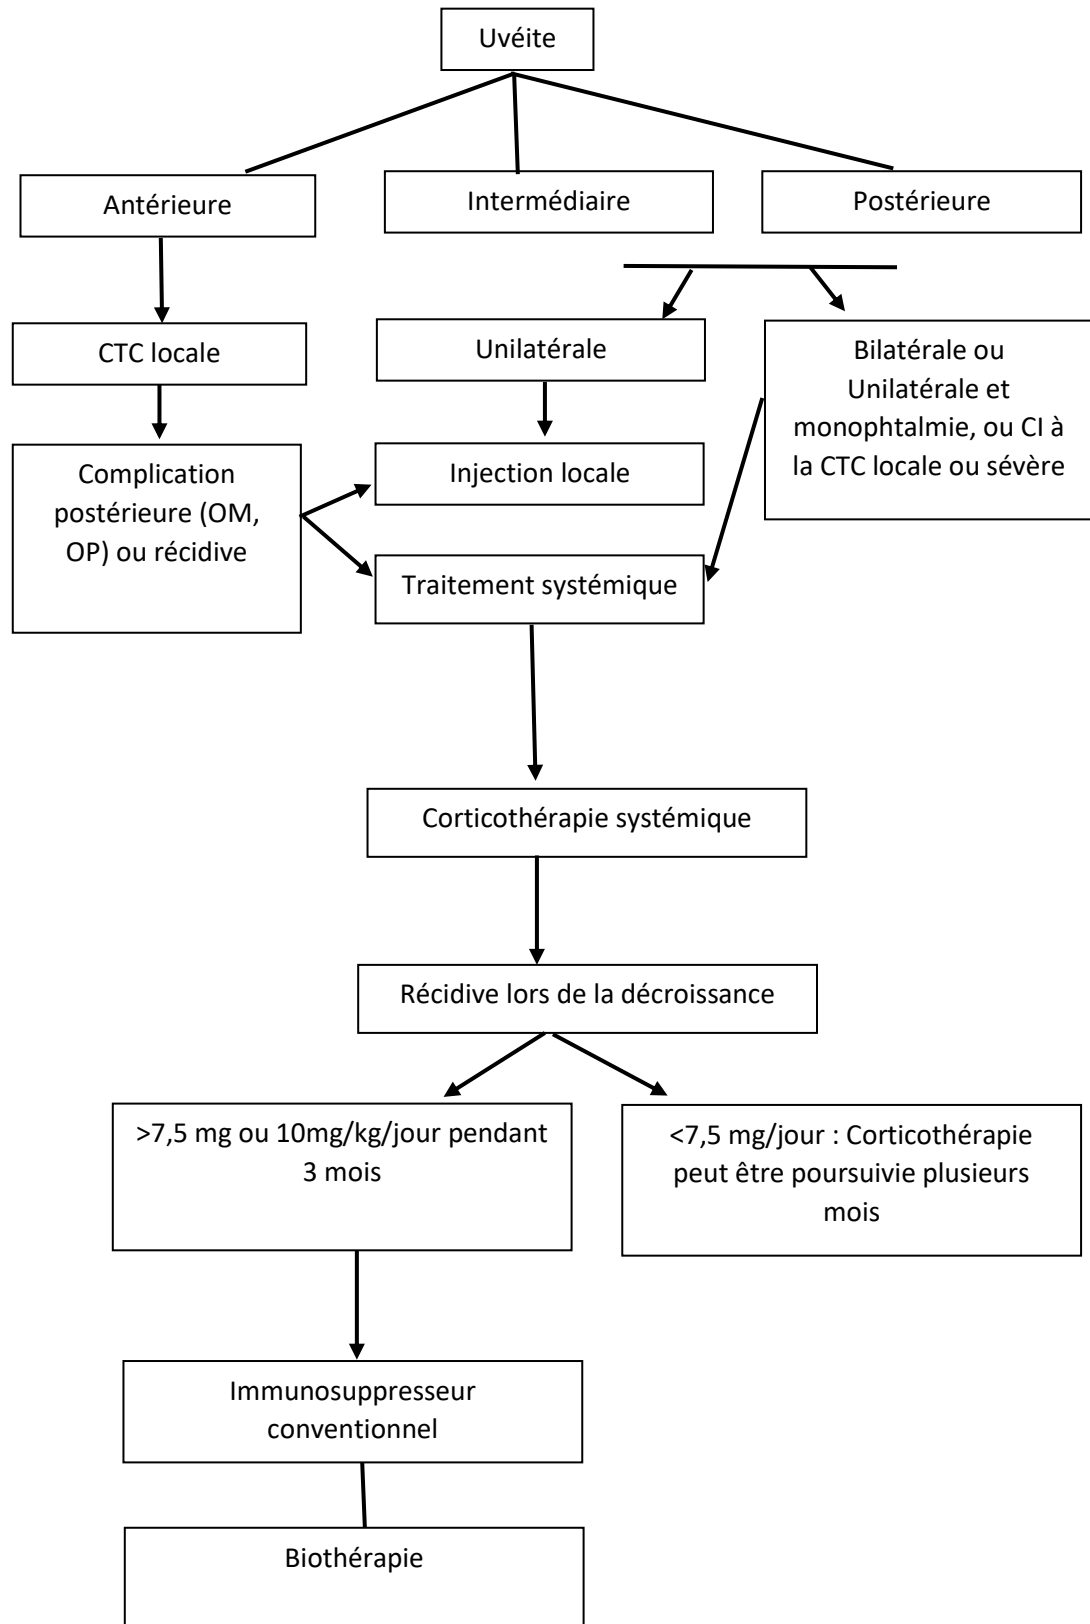 Uvéite
Antérieure
Intermédiaire
Postérieure
CTC locale
Unilatérale
Bilatérale ou
Unilatérale et
monophtalmie, ou CI à
la CTC locale ou sévère
Complication
postérieure (OM,
OP) ou récidive
Injection locale
Traitement systémique
Corticothérapie systémique
Récidive lors de la décroissance
>7,5 mg ou 10mg/kg/jour pendant
3 mois
<7,5 mg/jour : Corticothérapie
peut être poursuivie plusieurs
mois
Immunosuppresseur
conventionnel
Biothérapie